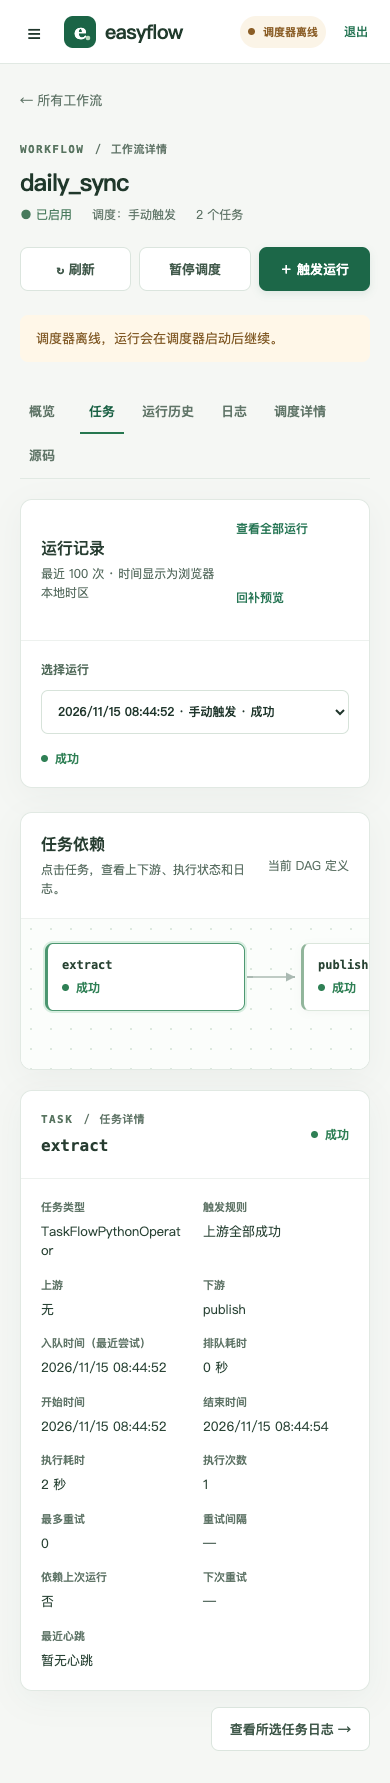 ≡ e. easyflow ● 调度器离线 退出
← 所有工作流
WORKFLOW / 工作流详情
daily_sync
● 已启用 调度：手动触发 2 个任务
↻ 刷新 暂停调度 + 触发运行
调度器离线，运行会在调度器启动后继续。
概览 任务 运行历史 日志 调度详情
源码
查看全部运行
运行记录
最近 100 次 · 时间显示为浏览器
本地时区
回补预览
选择运行
2026/11/15 08:44:52 · 手动触发 · 成功
● 成功
任务依赖
点击任务，查看上下游、执行状态和日
志。
当前 DAG 定义
extract publish
● 成功 ● 成功
TASK / 任务详情
extract
● 成功
任务类型 触发规则
TaskFlowPythonOperat 上游全部成功
or
上游 下游
无 publish
入队时间（最近尝试） 排队耗时
2026/11/15 08:44:52 0 秒
开始时间 结束时间
2026/11/15 08:44:52 2026/11/15 08:44:54
执行耗时 执行次数
2 秒 1
最多重试 重试间隔
0 —
依赖上次运行 下次重试
否 —
最近心跳
暂无心跳
查看所选任务日志 →